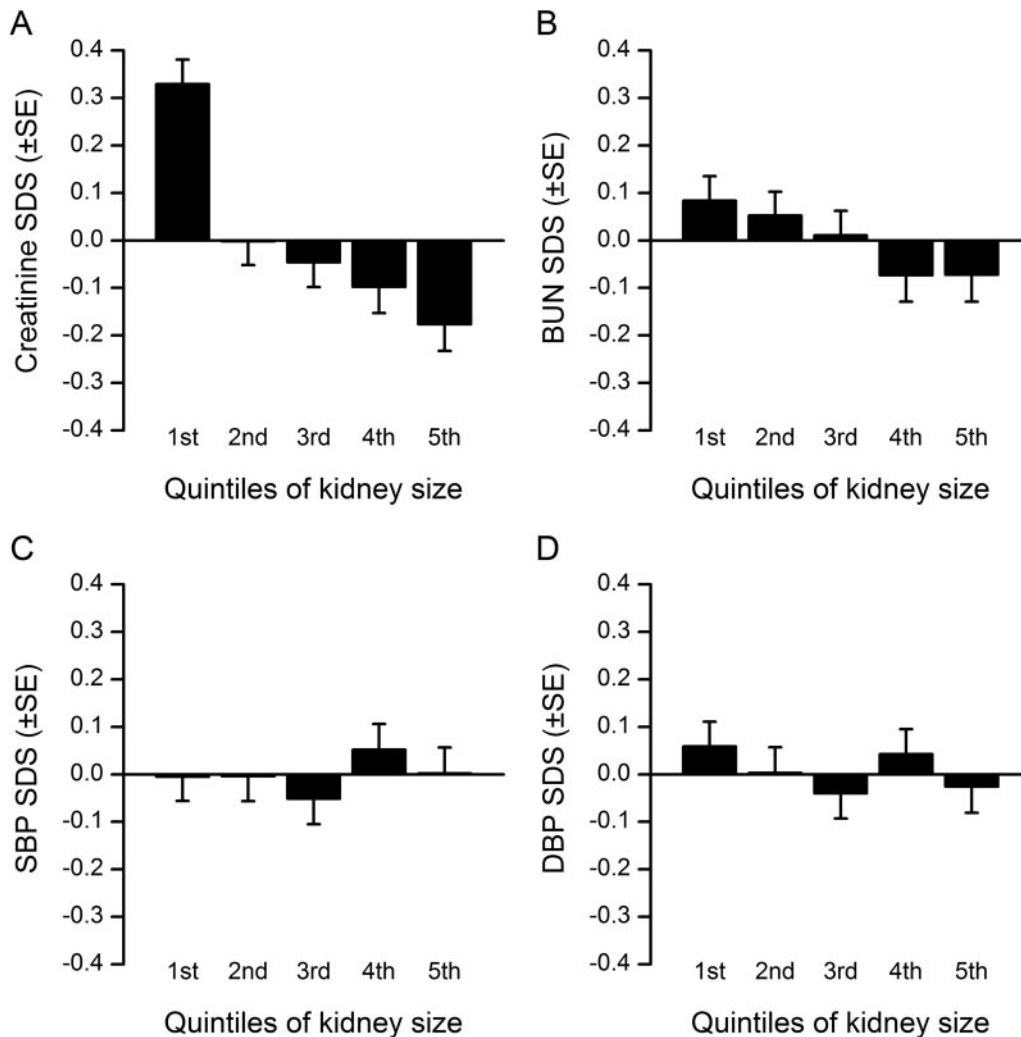 A
Creatinine SDS (±SE)
0.4
0.3
0.2
0.1
0.0
-0.1
-0.2
-0.3
-0.4
1st 2nd 3rd 4th 5th
Quintiles of kidney size
B
BUN SDS (±SE)
0.4
0.3
0.2
0.1
0.0
-0.1
-0.2
-0.3
-0.4
1st 2nd 3rd 4th 5th
Quintiles of kidney size
C
SBP SDS (±SE)
0.4
0.3
0.2
0.1
0.0
-0.1
-0.2
-0.3
-0.4
1st 2nd 3rd 4th 5th
Quintiles of kidney size
D
DBP SDS (±SE)
0.4
0.3
0.2
0.1
0.0
-0.1
-0.2
-0.3
-0.4
1st 2nd 3rd 4th 5th
Quintiles of kidney size